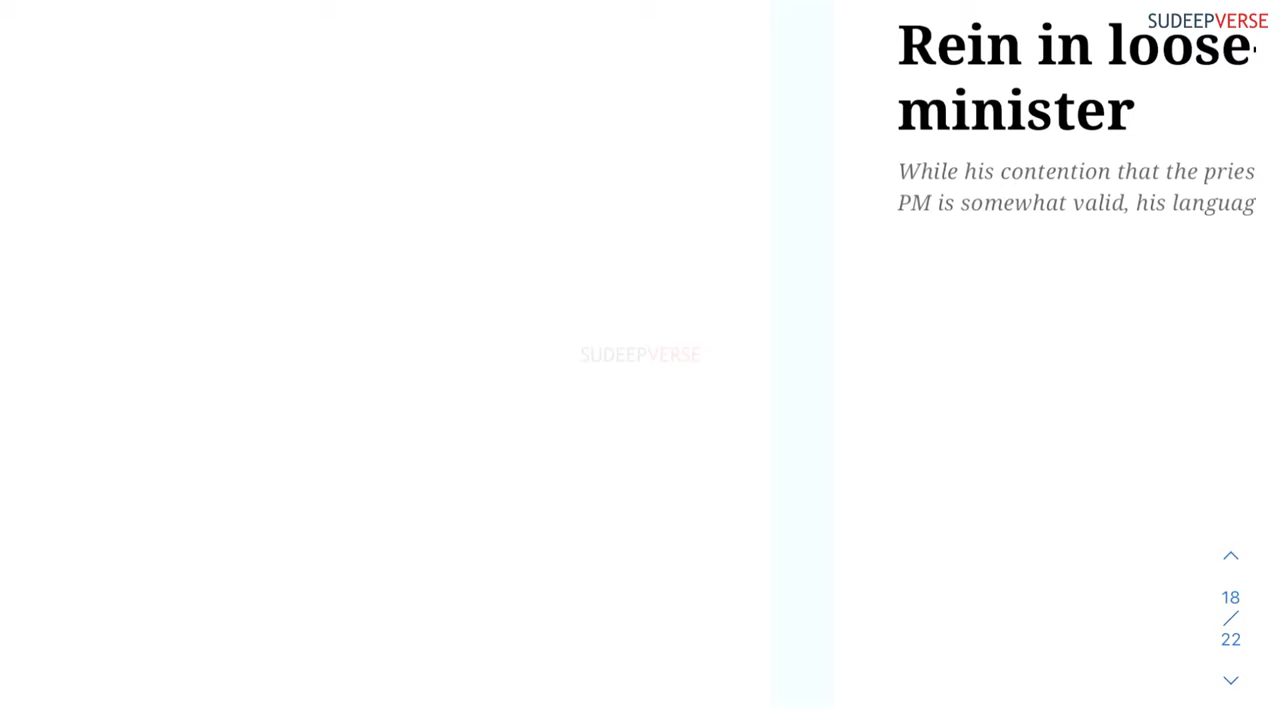 SUDEEPVERSE
Rein in loose
minister
While his contention that the pries
PM is somewhat valid, his languag
SUDEEPVERSE
18
/
22